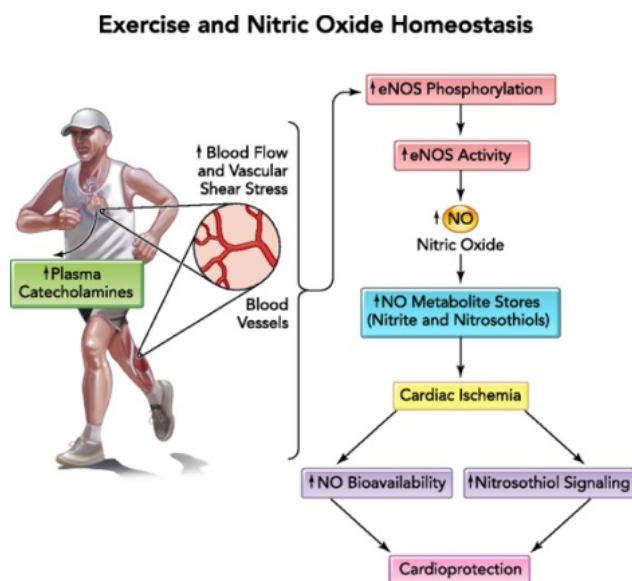 Exercise and Nitric Oxide Homeostasis
↑Blood Flow
and Vascular
Shear Stress
↑Plasma
Catecholamines
Blood
Vessels
↑eNOS Phosphorylation
↑eNOS Activity
↑NO
Nitric Oxide
↑NO Metabolite Stores
(Nitrite and Nitrosothiols)
Cardiac Ischemia
↑NO Bioavailability
↑Nitrosothiol Signaling
Cardioprotection